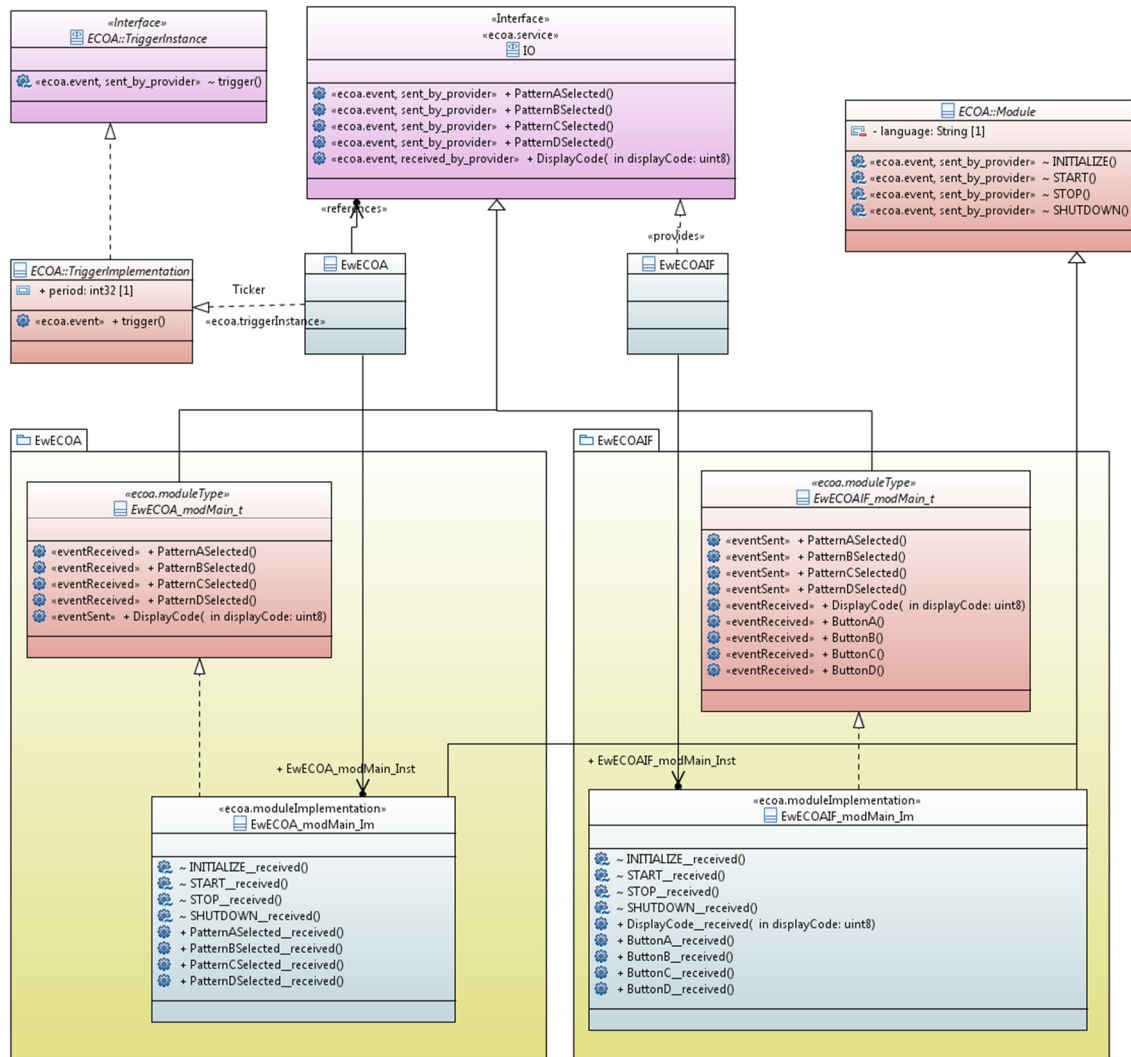 «Interface»
ECOA::TriggerInstance
«ecoa.event, sent_by_provider» ~ trigger()
«Interface»
«ecoa.service»
IO
«ecoa.event, sent_by_provider» + PatternASelected()
«ecoa.event, sent_by_provider» + PatternBSelected()
«ecoa.event, sent_by_provider» + PatternCSelected()
«ecoa.event, sent_by_provider» + PatternDSelected()
«ecoa.event, received_by_provider» + DisplayCode( in displayCode: uint8)
ECOA::Module
- language: String [1]
«ecoa.event, sent_by_provider» ~ INITIALIZE()
«ecoa.event, sent_by_provider» ~ START()
«ecoa.event, sent_by_provider» ~ STOP()
«ecoa.event, sent_by_provider» ~ SHUTDOWN()
«references»
«provides»
ECOA::TriggerImplementation
+ period: int32 [1]
«ecoa.event» + trigger()
Ticker
«ecoa.triggerInstance»
EwECOA
EwECOAIF
EwECOA
«ecoa.moduleType»
EwECOA_modMain_t
«eventReceived» + PatternASelected()
«eventReceived» + PatternBSelected()
«eventReceived» + PatternCSelected()
«eventReceived» + PatternDSelected()
«eventSent» + DisplayCode( in displayCode: uint8)
+ EwECOA_modMain_Inst
«ecoa.moduleImplementation»
EwECOA_modMain_Im
~ INITIALIZE__received()
~ START__received()
~ STOP__received()
~ SHUTDOWN__received()
+ PatternASelected__received()
+ PatternBSelected__received()
+ PatternCSelected__received()
+ PatternDSelected__received()
EwECOAIF
«ecoa.moduleType»
EwECOAIF_modMain_t
«eventSent» + PatternASelected()
«eventSent» + PatternBSelected()
«eventSent» + PatternCSelected()
«eventSent» + PatternDSelected()
«eventReceived» + DisplayCode( in displayCode: uint8)
«eventReceived» + ButtonA()
«eventReceived» + ButtonB()
«eventReceived» + ButtonC()
«eventReceived» + ButtonD()
+ EwECOAIF_modMain_Inst
«ecoa.moduleImplementation»
EwECOAIF_modMain_Im
~ INITIALIZE__received()
~ START__received()
~ STOP__received()
~ SHUTDOWN__received()
+ DisplayCode__received( in displayCode: uint8)
+ ButtonA__received()
+ ButtonB__received()
+ ButtonC__received()
+ ButtonD__received()